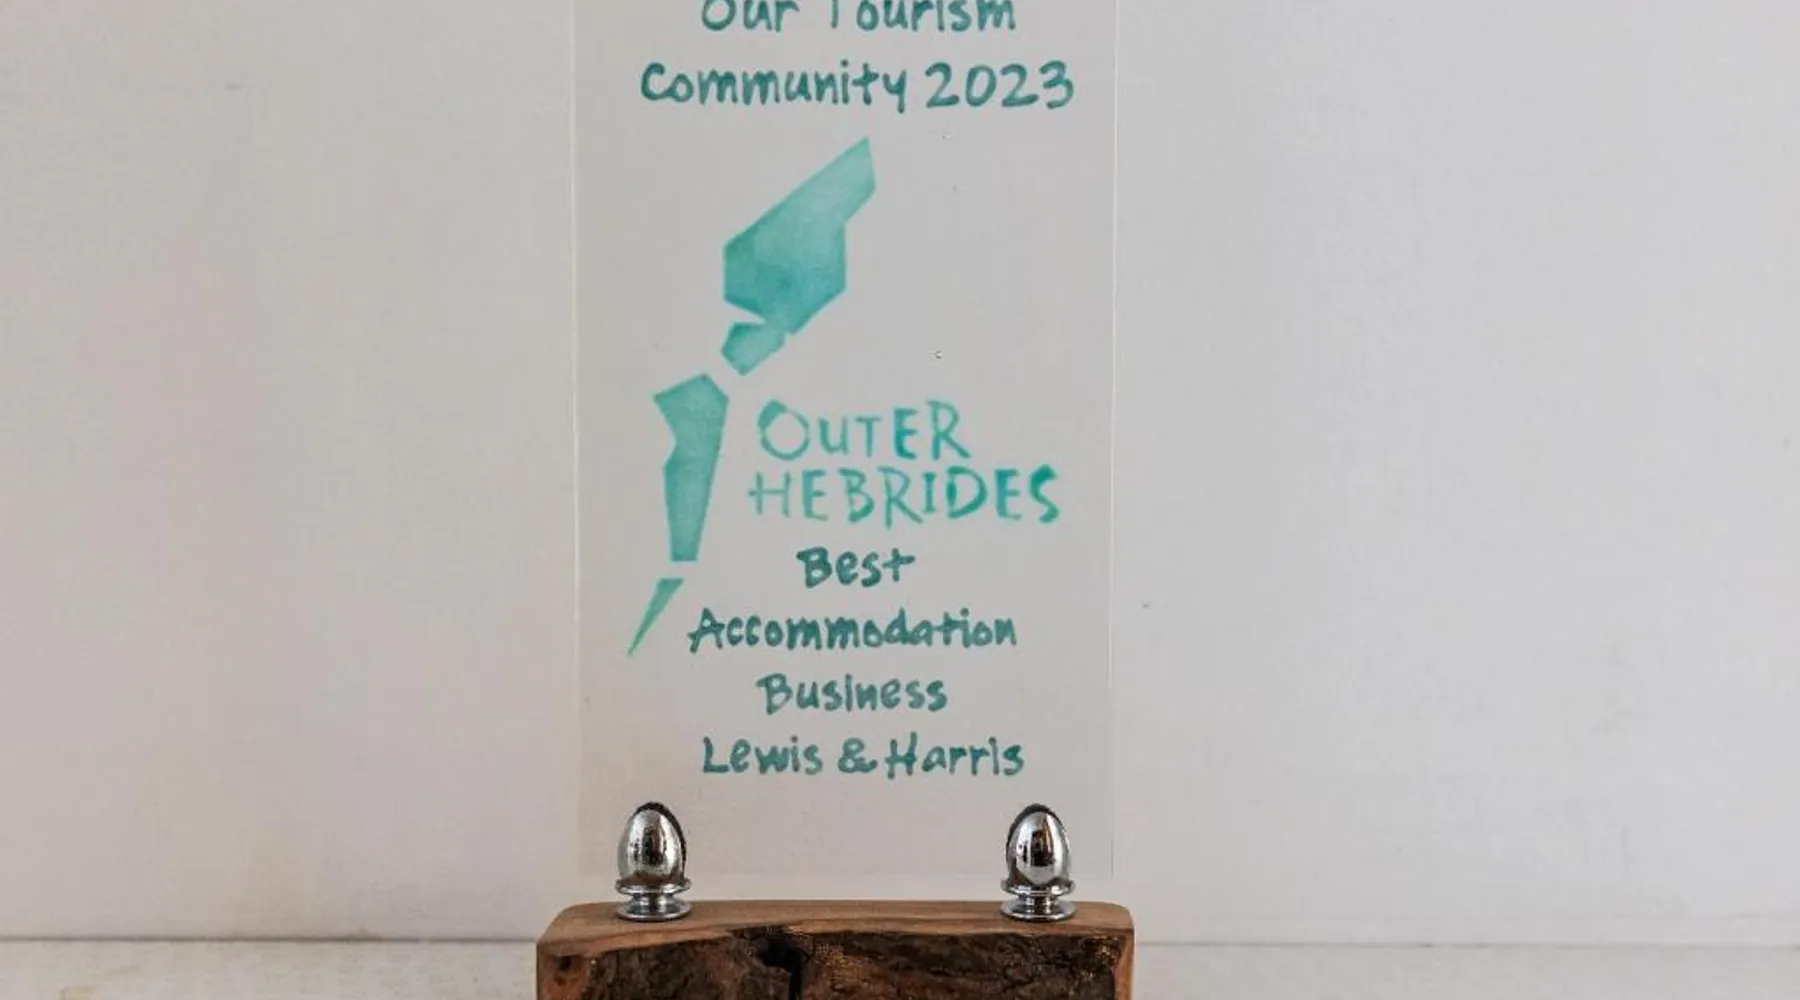 Our Tourism
Community 2023
OUTER
HEBRIDES
Best
Accommodation
Business
Lewis & Harris